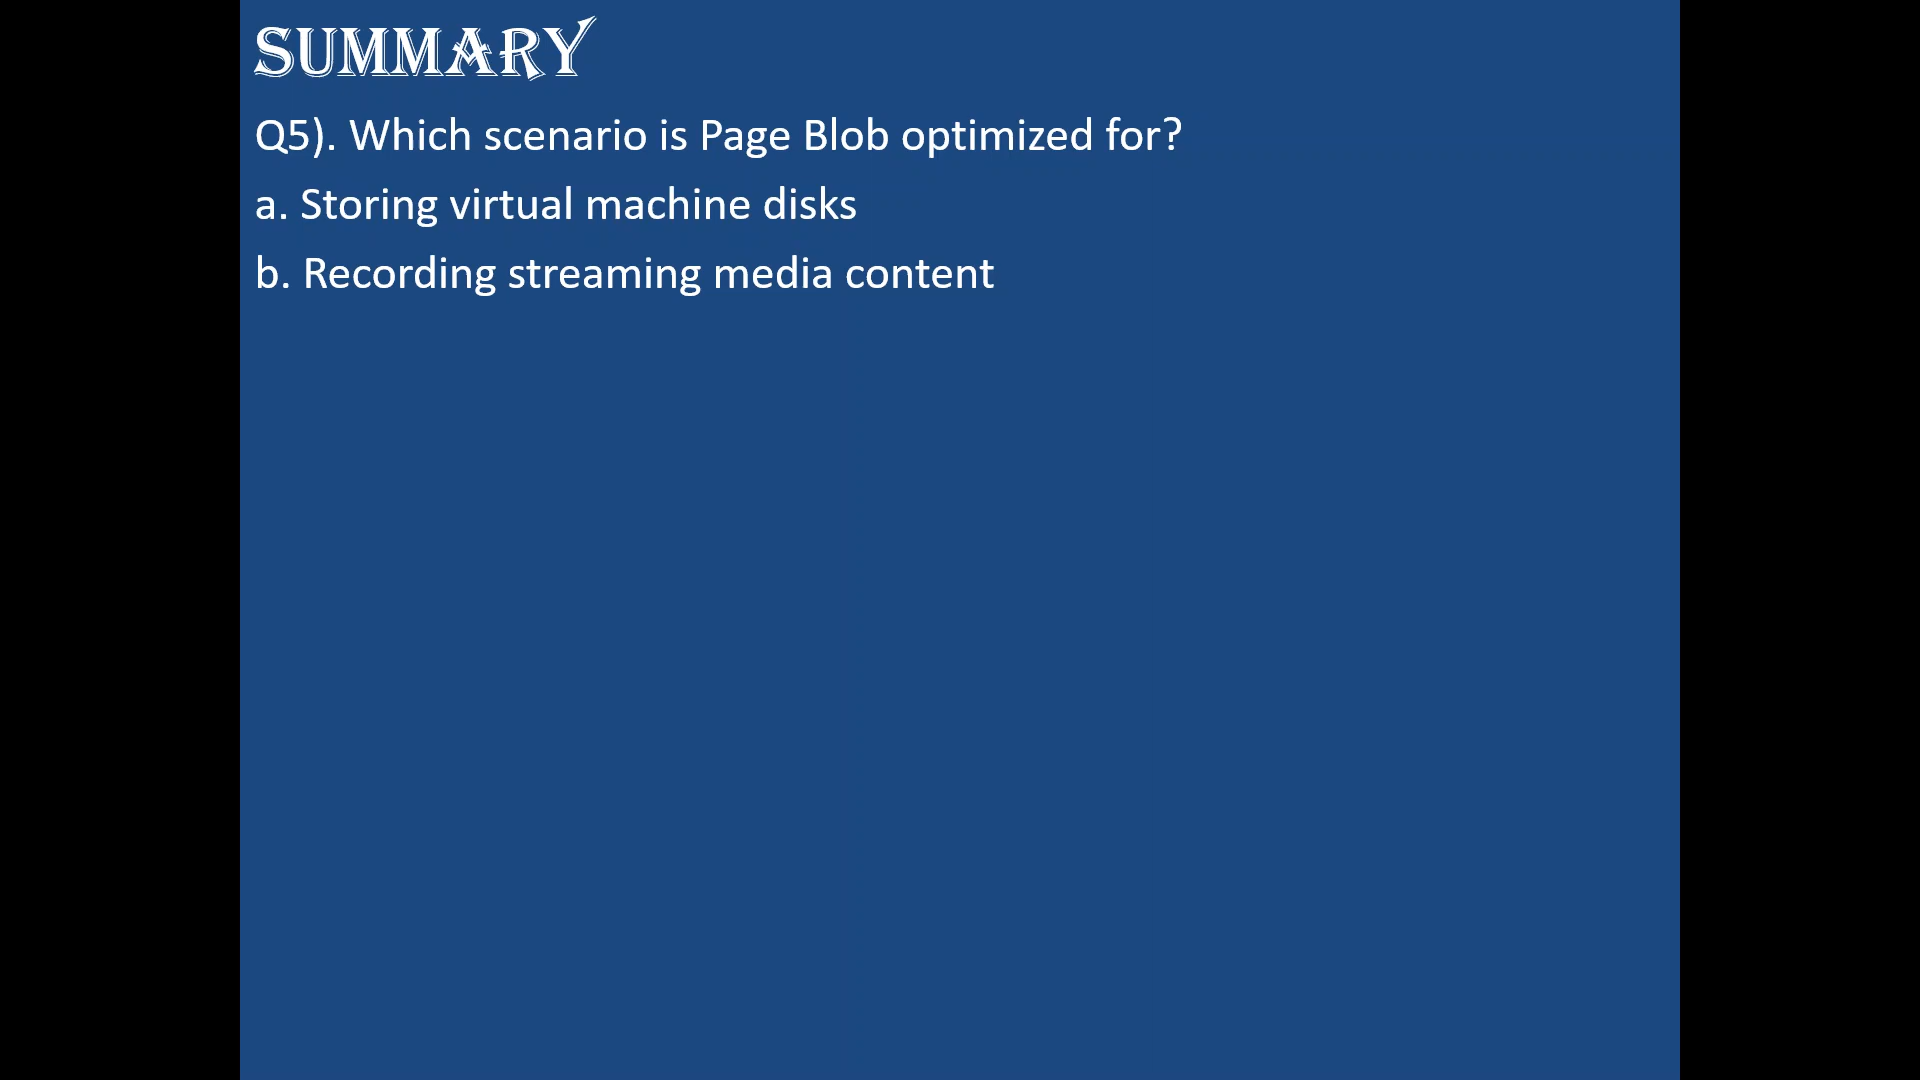 SUMMARY
Q5). Which scenario is Page Blob optimized for?
a. Storing virtual machine disks
b. Recording streaming media content